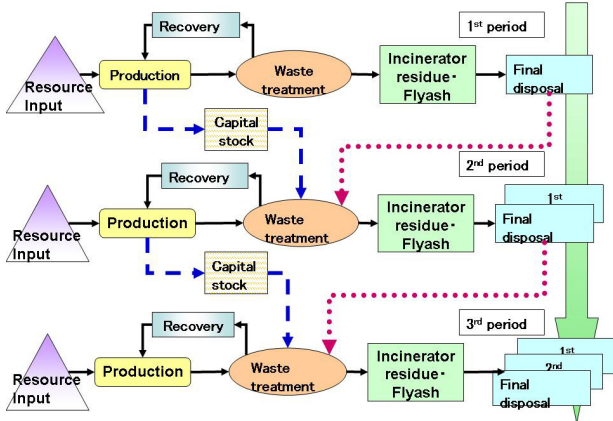 Recovery
1st period
Resource
Input
Production
Waste
treatment
Incinerator
residue・
Flyash
Final
disposal
Capital
stock
2nd period
Recovery
1st
Resource
Input
Production
Waste
treatment
Incinerator
residue・
Flyash
Final
disposal
Capital
stock
3rd period
Recovery
1st
2nd
Resource
Input
Production
Waste
treatment
Incinerator
residue・
Flyash
Final
disposal